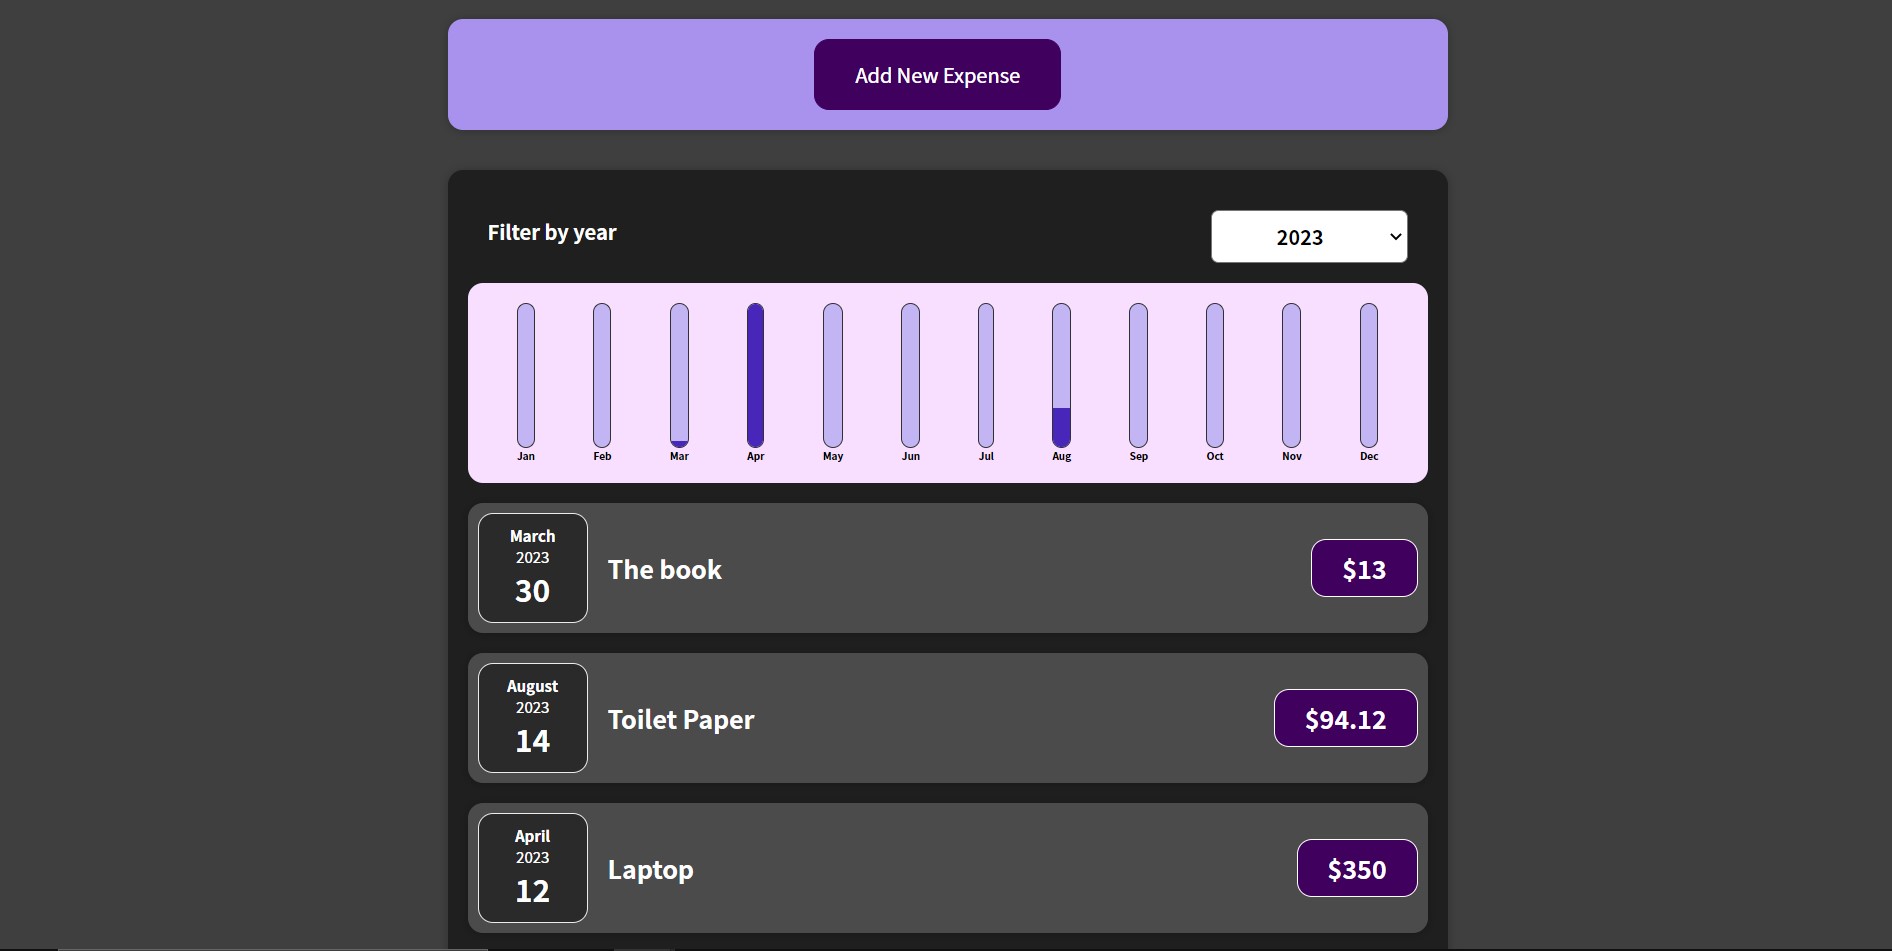 Add New Expense
Filter by year
2023
Jan Feb Mar Apr May Jun Jul Aug Sep Oct Nov Dec
March
2023
30
The book
$13
August
2023
14
Toilet Paper
$94.12
April
2023
12
Laptop
$350